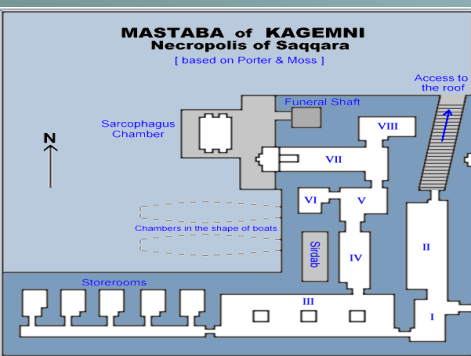 MASTABA of KAGEMNI
Necropolis of Saqqara
[ based on Porter & Moss ]
Access to
the roof
Funeral Shaft
Sarcophagus
Chamber
VIII
N
VII
VI
V
Chambers in the shape of boats
Sirdab
IV
II
Storerooms
III
I